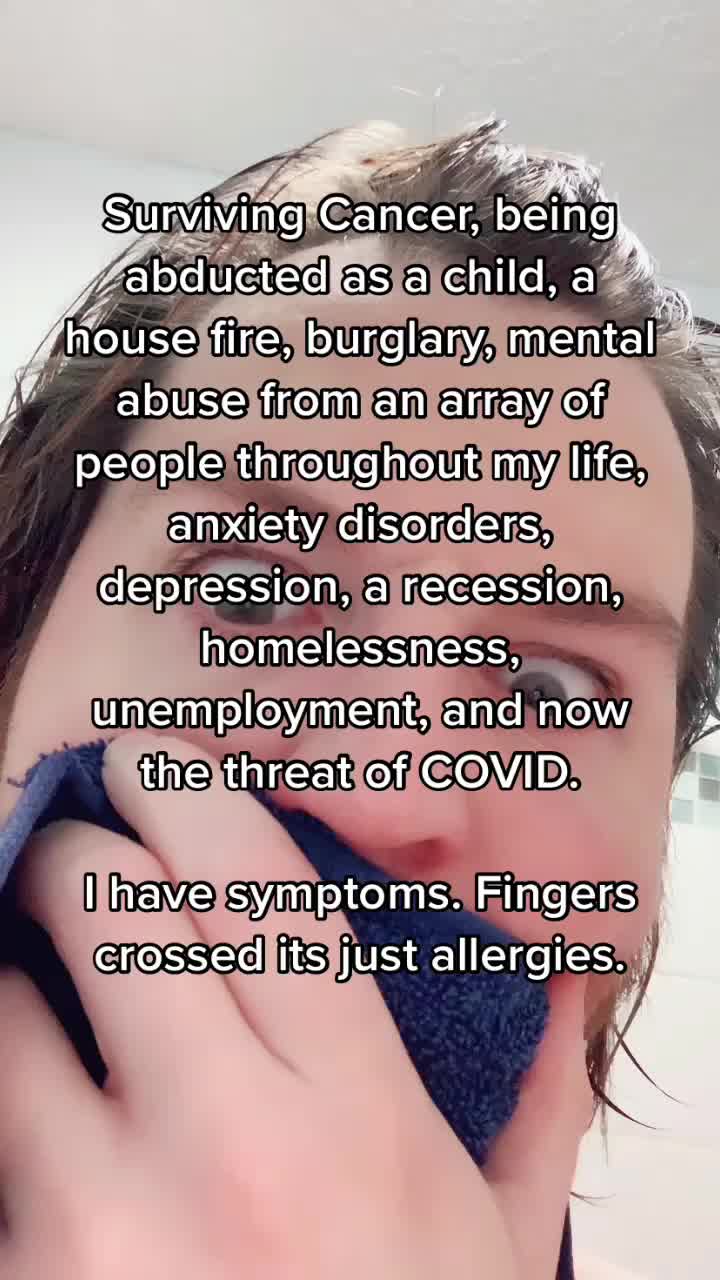 Surviving Cancer, being
abducted as a child, a
house fire, burglary, mental
abuse from an array of
people throughout my life,
anxiety disorders,
depression, a recession,
homelessness,
unemployment, and now
the threat of COVID.
I have symptoms. Fingers
crossed its just allergies.